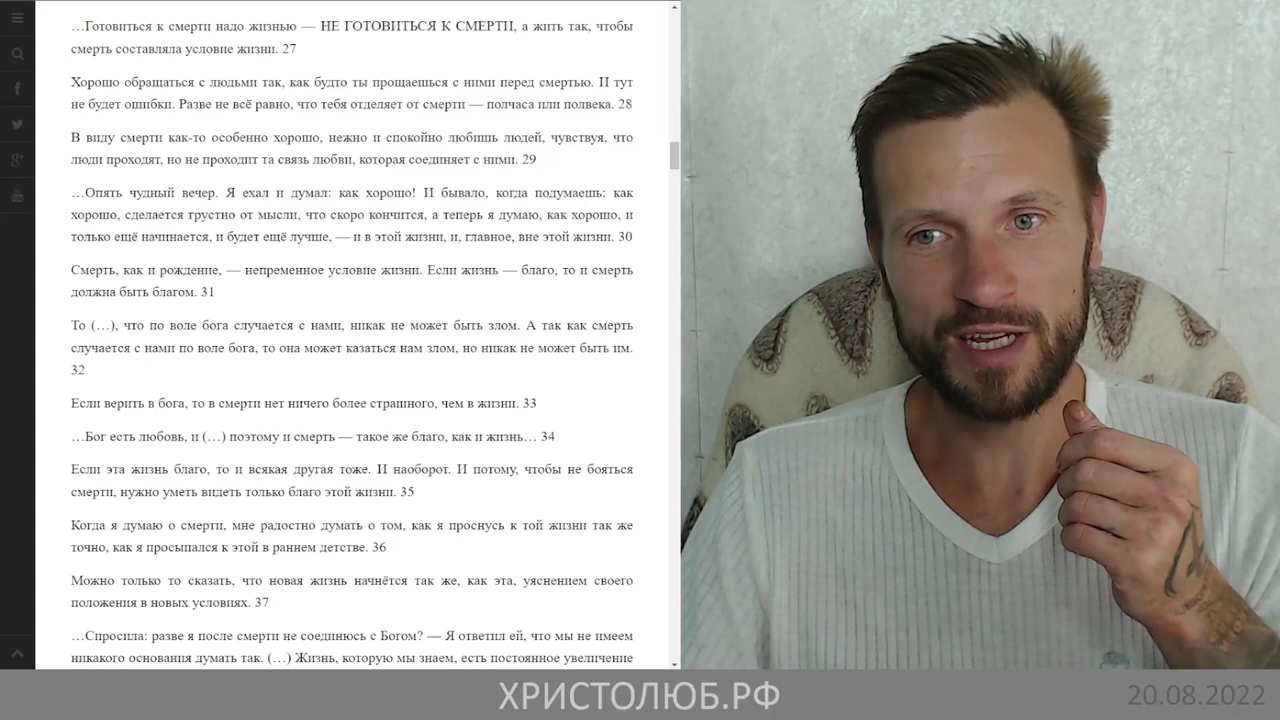 …Готовиться к смерти надо жизнью — НЕ ГОТОВИТЬСЯ К СМЕРТИ, а жить так, чтобы
смерть составляла условие жизни. 27
Хорошо обращаться с людьми так, как будто ты прощаешься с ними перед смертью. И тут
не будет ошибки. Разве не всё равно, что тебя отделяет от смерти — полчаса или полвека. 28
В виду смерти как-то особенно хорошо, нежно и спокойно любишь людей, чувствуя, что
люди проходят, но не проходит та связь любви, которая соединяет с ними. 29
…Опять чудный вечер. Я ехал и думал: как хорошо! И бывало, когда подумаешь: как
хорошо, сделается грустно от мысли, что скоро кончится, а теперь я думаю, как хорошо, и
только ещё начинается, и будет ещё лучше, — и в этой жизни, и, главное, вне этой жизни. 30
Смерть, как и рождение, — непременное условие жизни. Если жизнь — благо, то и смерть
должна быть благом. 31
То (…), что по воле бога случается с нами, никак не может быть злом. А так как смерть
случается с нами по воле бога, то она может казаться нам злом, но никак не может быть им.
32
Если верить в бога, то в смерти нет ничего более страшного, чем в жизни. 33
…Бог есть любовь, и (…) поэтому и смерть — такое же благо, как и жизнь… 34
Если эта жизнь благо, то и всякая другая тоже. И наоборот. И потому, чтобы не бояться
смерти, нужно уметь видеть только благо этой жизни. 35
Когда я думаю о смерти, мне радостно думать о том, как я проснусь к той жизни так же
точно, как я просыпался к этой в раннем детстве. 36
Можно только то сказать, что новая жизнь начнётся так же, как эта, уяснением своего
положения в новых условиях. 37
…Спросила: разве я после смерти не соединюсь с Богом? — Я ответил ей, что мы не имеем
никакого основания думать так. (…) Жизнь, которую мы знаем, есть постоянное увеличение
ХРИСТОЛЮБ.РФ
20.08.2022